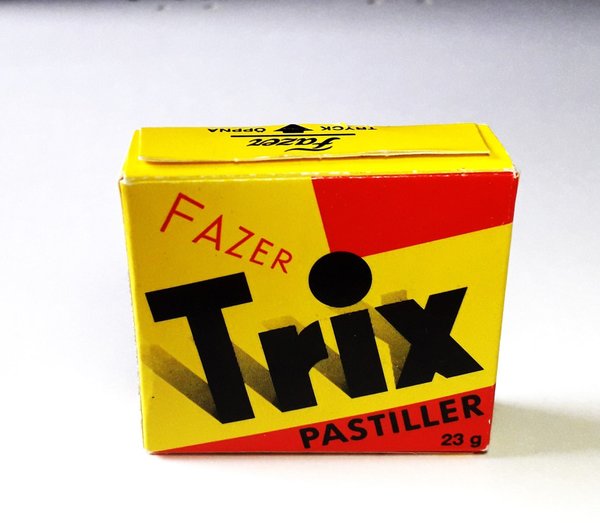 TRYCK ÖPPNA
Fazer
FAZER
Trix
PASTILLER
23 g